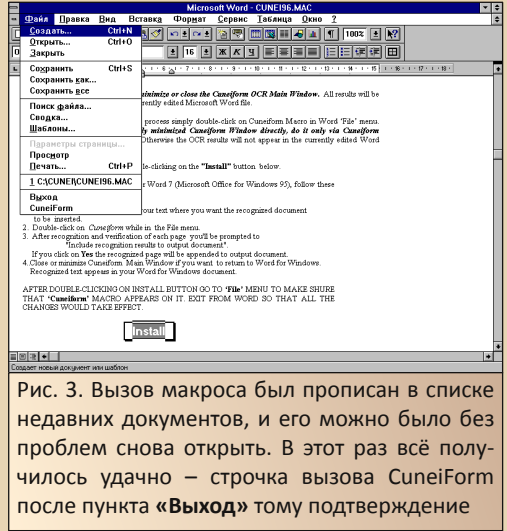 Microsoft Word - CUNEI96.MAC
Файл Правка Вид Вставка Формат Сервис Таблица Окно ?
Создать... Ctrl+N
Открыть... Ctrl+O
Закрыть
Сохранить Ctrl+S
Сохранить как...
Сохранить все
Поиск файла...
Сводка...
Шаблоны...
Параметры страницы...
Просмотр
Печать... Ctrl+P
1 C:\CUNEI\CUNEI96.MAC
Выход
CuneiForm
100%
16 Ж К Ч
inimize or close the Cuneiform OCR Main Window. All results will be
rently edited Microsoft Word file.
process simply double-click on Cuneiform Macro in Word 'File' menu.
ly minimized Cuneiform Window directly, do it only via Cuneiform
Otherwise the OCR results will not appear in the currently edited Word
le-clicking on the "Install" button below.
r Word 7 (Microsoft Office for Windows 95), follow these
our text where you want the recognized document
to be inserted.
2. Double-click on Cuneiform while in the File menu.
3. After recognition and verification of each page you'll be prompted to
"Include recognition results to output document".
If you click on Yes the recognized page will be appended to output document.
4. Close or minimize Cuneiform. Main Window if you want to return to Word for Windows.
Recognized text appears in your Word for Windows document.
AFTER DOUBLE-CLICKING ON INSTALL BUTTON GO TO 'File' MENU TO MAKE SHURE
THAT 'Cuneiform' MACRO APPEARS ON IT. EXIT FROM WORD SO THAT ALL THE
CHANGES WOULD TAKE EFFECT.
Install
Создает новый документ или шаблон
Рис. 3. Вызов макроса был прописан в списке
недавних документов, и его можно было без
проблем снова открыть. В этот раз всё полу-
чилось удачно – строчка вызова CuneiForm
после пункта «Выход» тому подтверждение